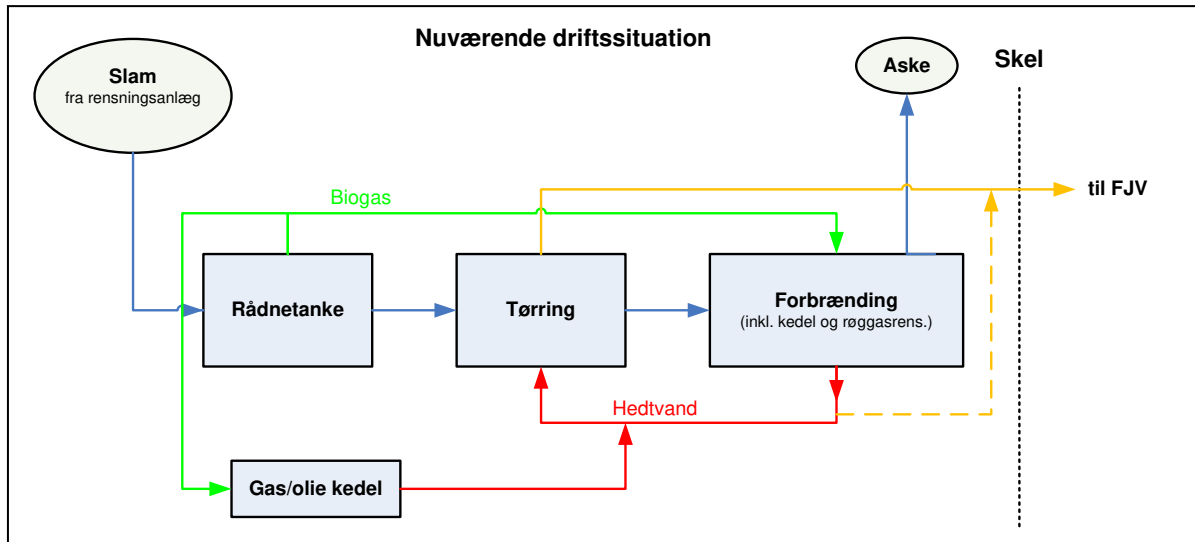 Nuværende driftssituation
Slam
fra rensningsanlæg
Aske
Skel
til FJV
Biogas
Rådnetanke
Tørring
Forbrænding
(inkl. kedel og røggasrens.)
Hedtvand
Gas/olie kedel